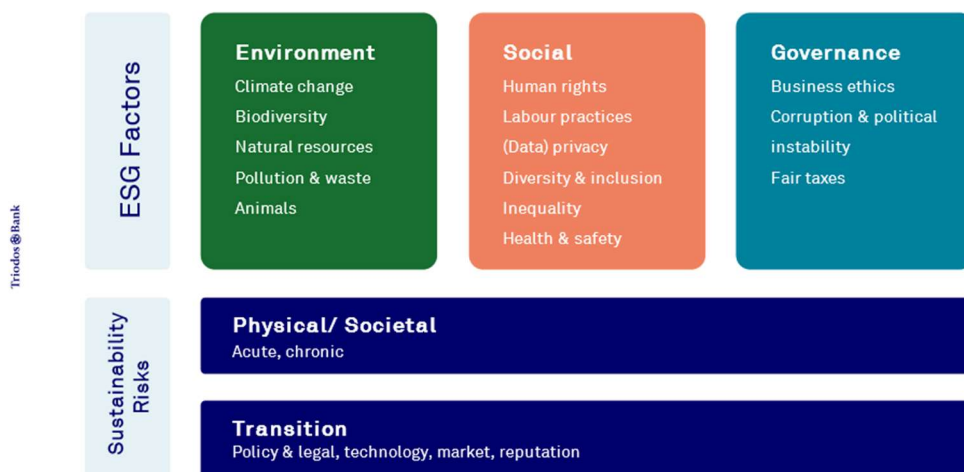 Triodos Bank
ESG Factors
Environment
Climate change
Biodiversity
Natural resources
Pollution & waste
Animals
Social
Human rights
Labour practices
(Data) privacy
Diversity & inclusion
Inequality
Health & safety
Governance
Business ethics
Corruption & political
instability
Fair taxes
Sustainability
Risks
Physical/ Societal
Acute, chronic
Transition
Policy & legal, technology, market, reputation